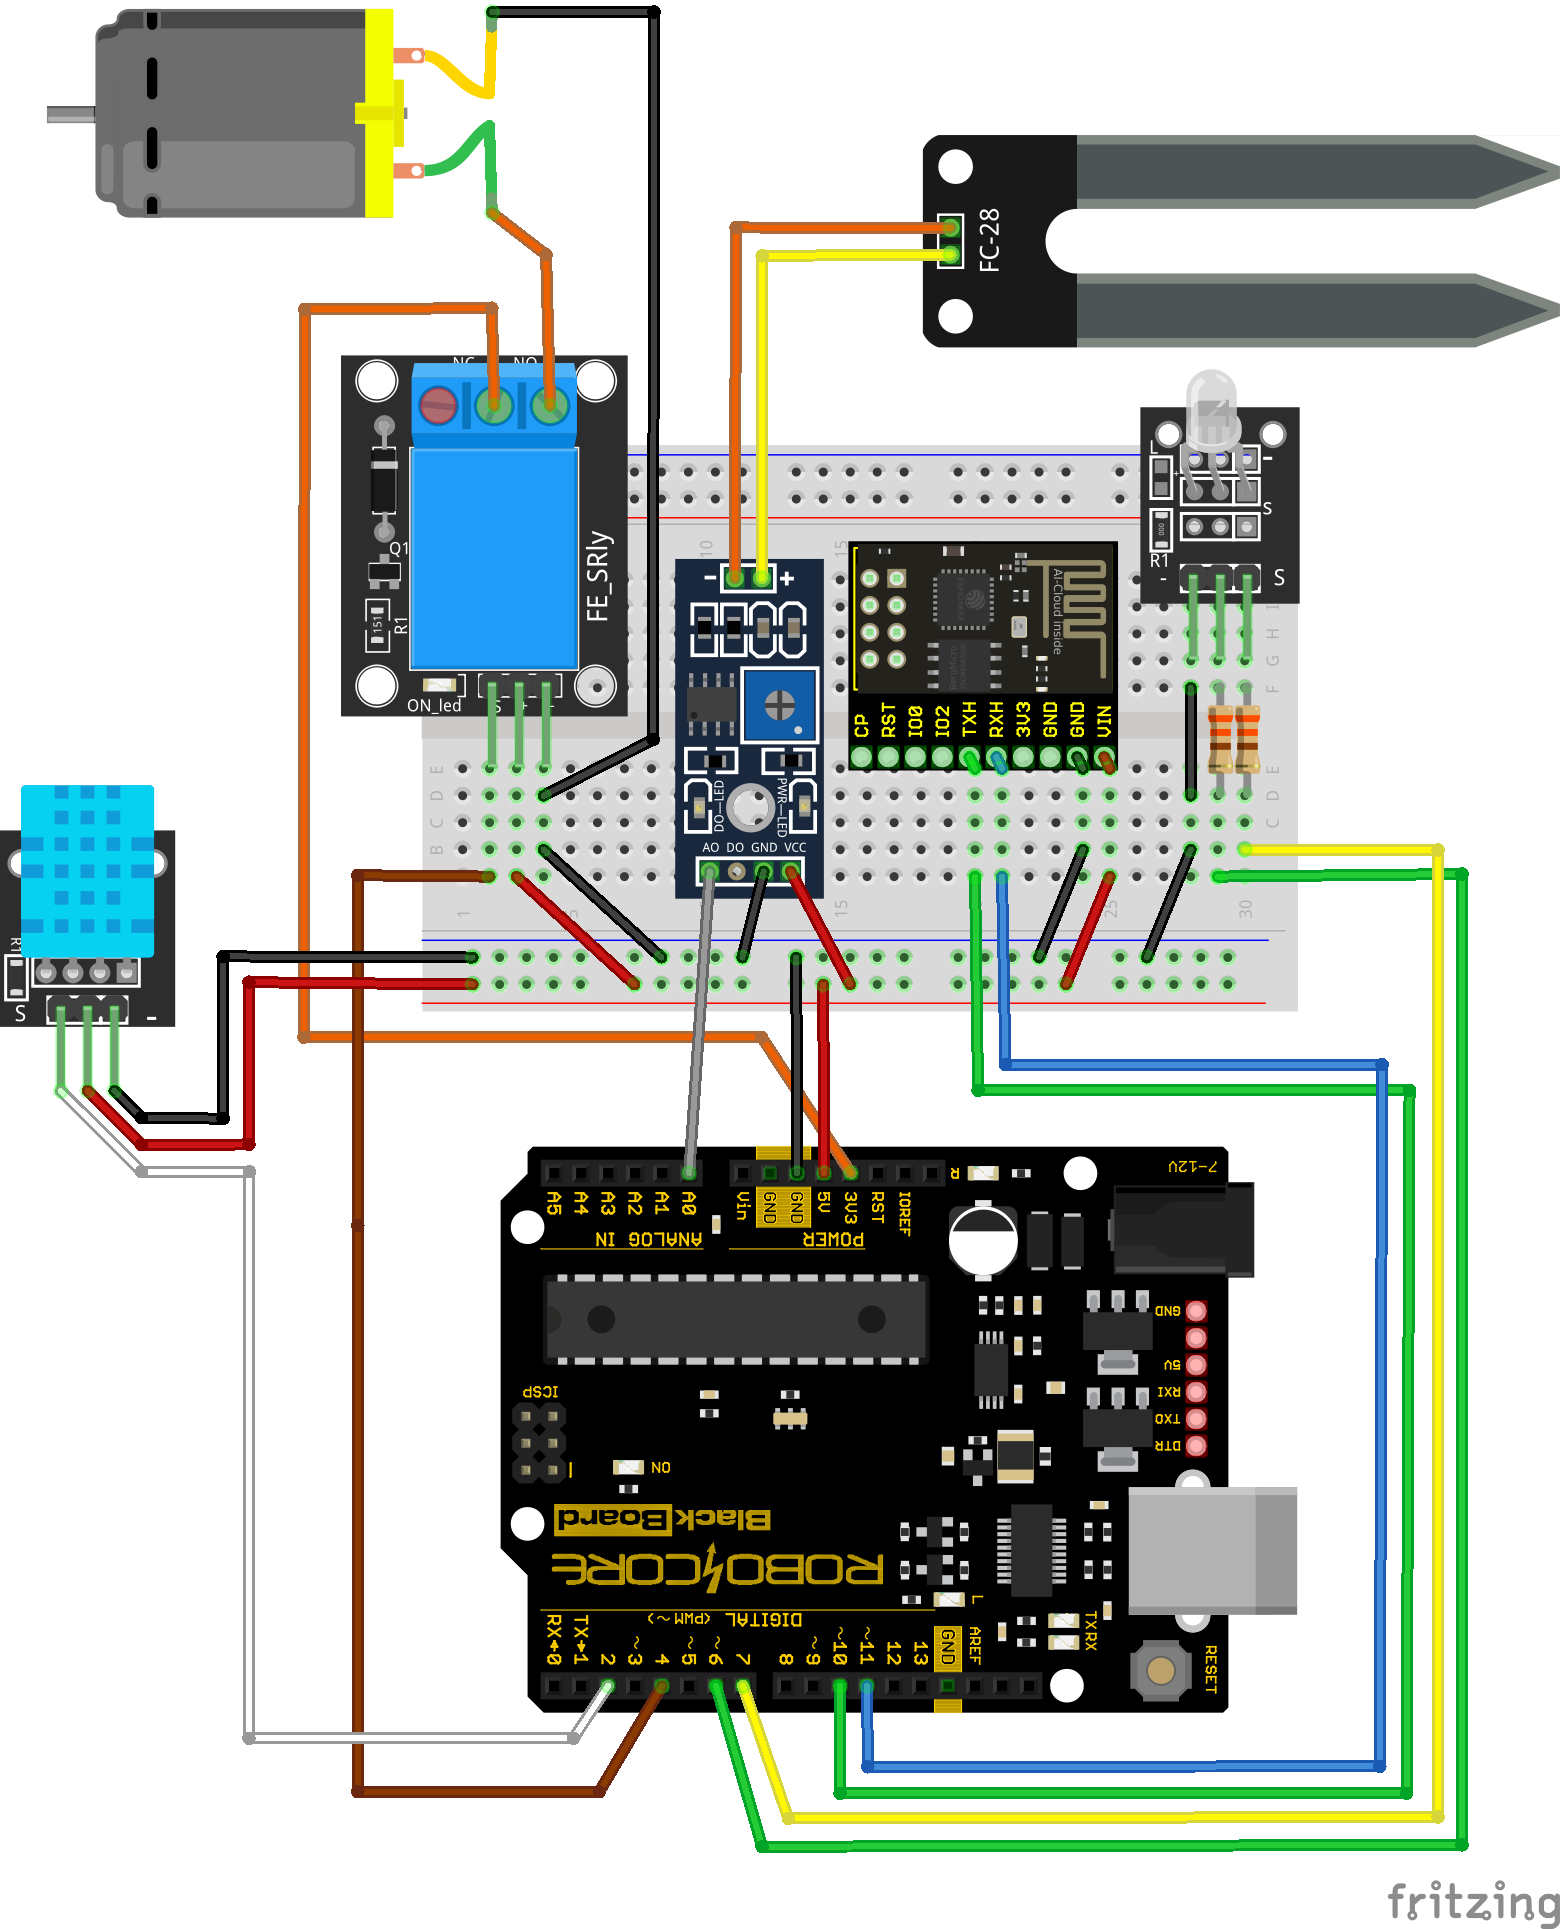 FC-28
NC NO
L
-
S
R1
- S
10
15
Q1
R1
1511
FE_SRly
ON_led
S + -
- +
AI-Cloud inside
CP RST IO0 IO2 TXH RXH 3V3 GND GND VIN
I
H
G
F
E
D
C
B
E
D
C
DO—LED
PWR—LED
AO DO GND VCC
1
5
15
25
30
R1
S -
A5 A4 A3 A2 A1 A0
Vin GND GND 5V 3V3 RST IOREF
R
7-12V
ANALOG IN
POWER
GND
5V
RXI
TXO
DTR
ICSP
1
ON
BlackBoard
ROBOCORE
L
DIGITAL (PWM ~)
TX
RX
RX→0 TX→1 2 ~3 4 ~5 ~6 7 8 ~9 ~10 ~11 12 13 GND AREF
RESET
fritzing